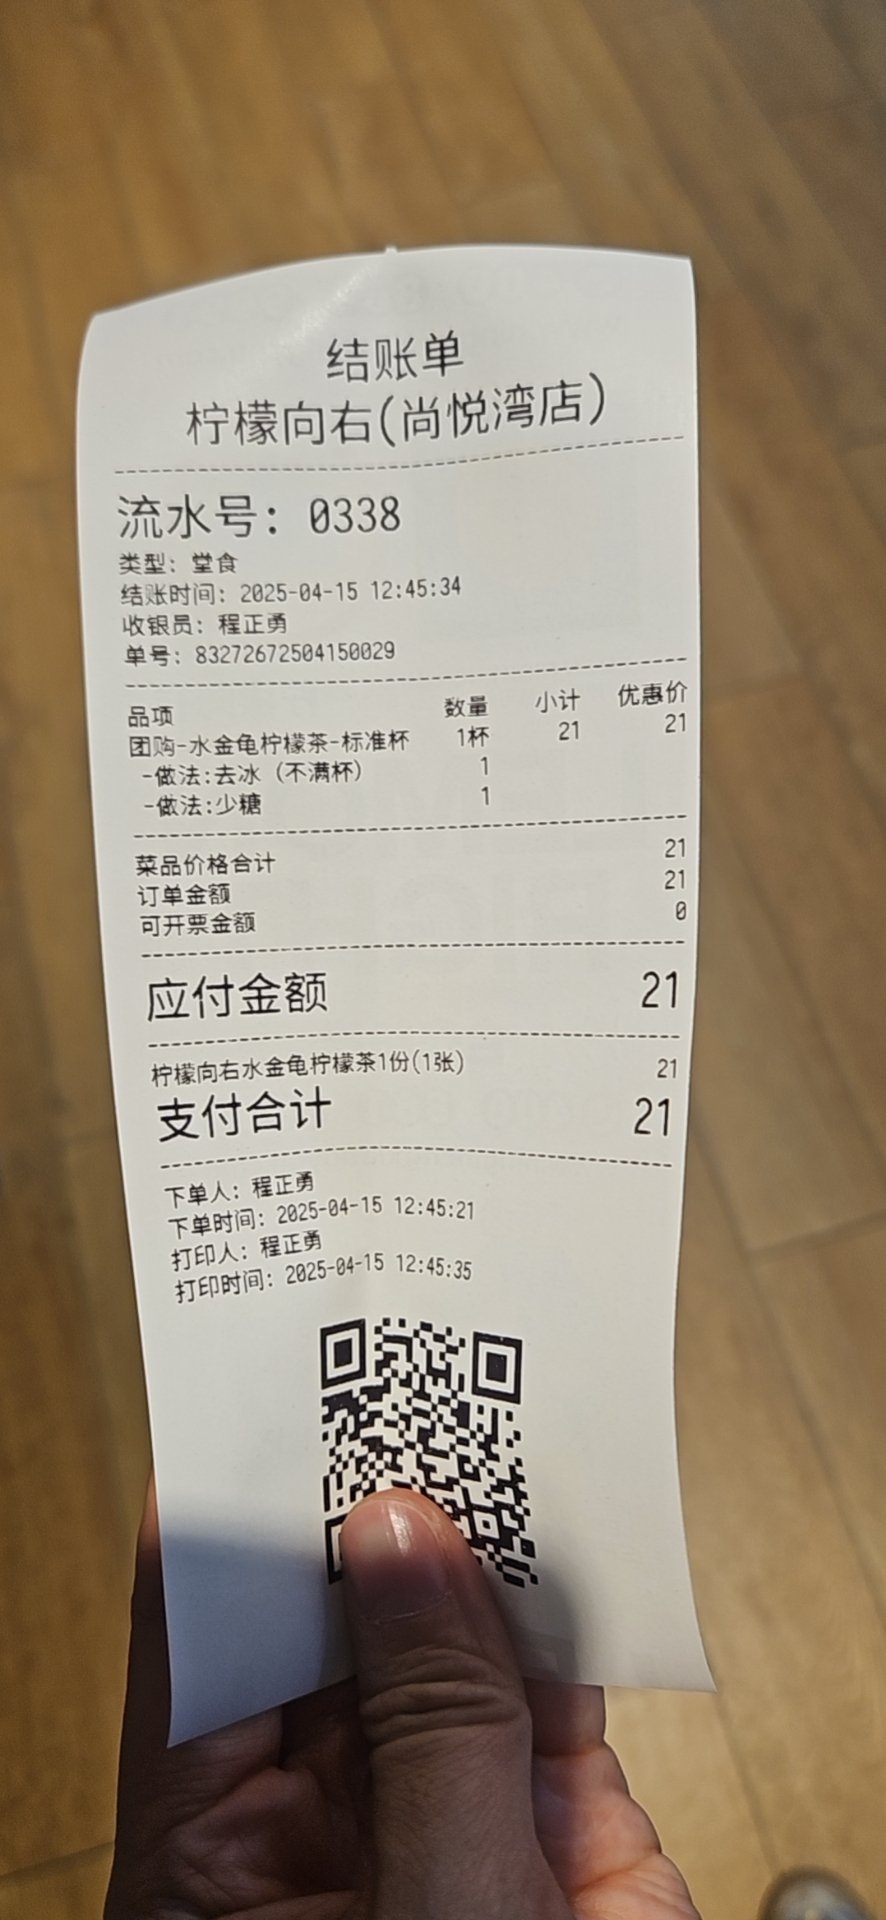 结账单
柠檬向右(尚悦湾店)
流水号: 0338
类型: 堂食
结账时间: 2025-04-15 12:45:34
收银员: 程正勇
单号: 83272672504150029
品项 数量 小计 优惠价
团购-水金龟柠檬茶-标准杯 1杯 21 21
-做法:去冰 (不满杯) 1
-做法:少糖 1
菜品价格合计 21
订单金额 21
可开票金额 0
应付金额 21
柠檬向右水金龟柠檬茶1份(1张) 21
支付合计 21
下单人: 程正勇
下单时间: 2025-04-15 12:45:21
打印人: 程正勇
打印时间: 2025-04-15 12:45:35